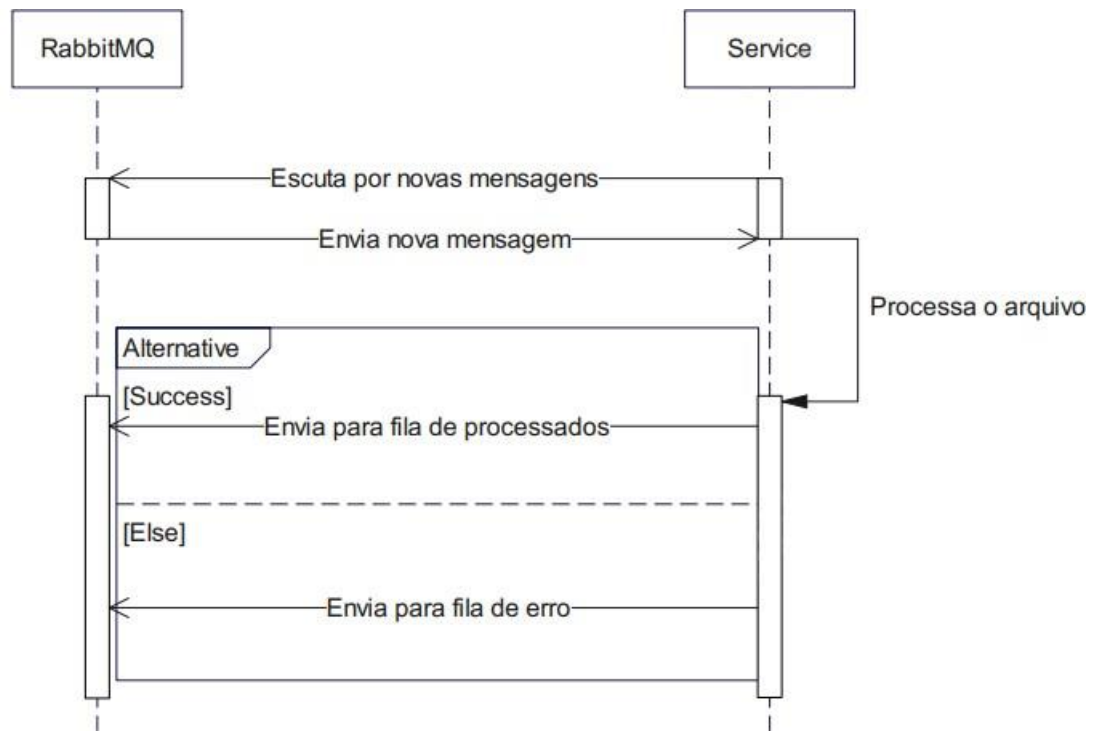 RabbitMQ
Service
Escuta por novas mensagens
Envia nova mensagem
Processa o arquivo
Alternative
[Success]
Envia para fila de processados
[Else]
Envia para fila de erro